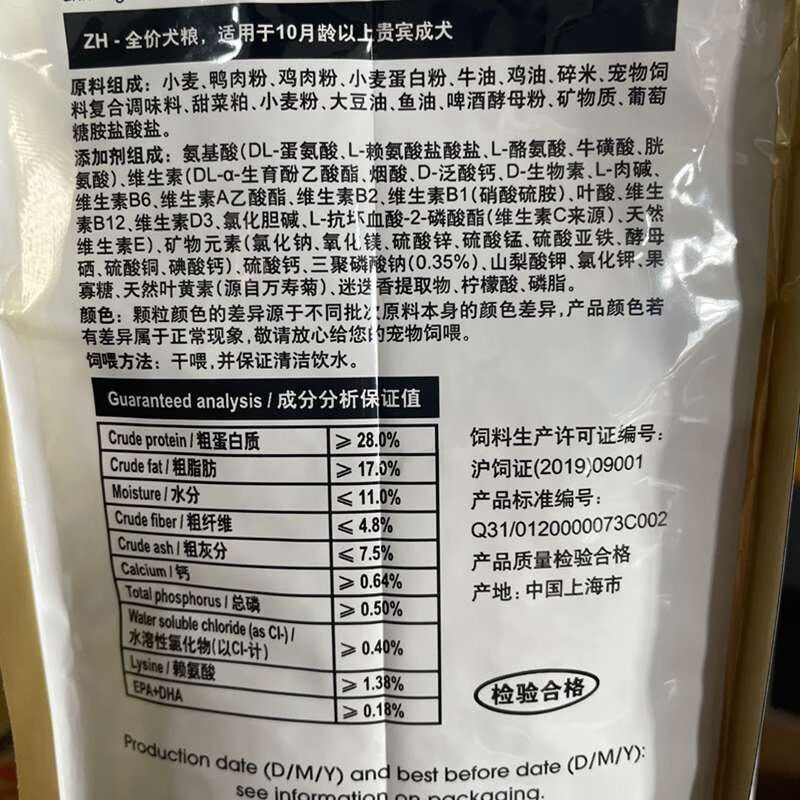 ZH - 全价犬粮，适用于10月龄以上贵宾成犬
原料组成：小麦、鸭肉粉、鸡肉粉、小麦蛋白粉、牛油、鸡油、碎米、宠物饲
料复合调味料、甜菜粕、小麦粉、大豆油、鱼油、啤酒酵母粉、矿物质、葡萄
糖胺盐酸盐。
添加剂组成：氨基酸(DL-蛋氨酸、L-赖氨酸盐酸盐、L-酪氨酸、牛磺酸、胱
氨酸)、维生素(DL-α-生育酚乙酸酯、烟酸、D-泛酸钙、D-生物素、L-肉碱、
维生素B6、维生素A乙酸酯、维生素B2、维生素B1(硝酸硫胺)、叶酸、维生
素B12、维生素D3、氯化胆碱、L-抗坏血酸-2-磷酸酯(维生素C来源)、天然
维生素E)、矿物元素(氯化钠、氧化镁、硫酸锌、硫酸锰、硫酸亚铁、酵母
硒、硫酸铜、碘酸钙)、硫酸钙、三聚磷酸钠(0.35%)、山梨酸钾、氯化钾、果
寡糖、天然叶黄素(源自万寿菊)、迷迭香提取物、柠檬酸、磷脂。
颜色：颗粒颜色的差异源于不同批次原料本身的颜色差异，产品颜色若
有差异属于正常现象，敬请放心给您的宠物饲喂。
饲喂方法：干喂，并保证清洁饮水。
Guaranteed analysis / 成分分析保证值
Crude protein / 粗蛋白质 ≥ 28.0%
Crude fat / 粗脂肪 ≥ 17.0%
Moisture / 水分 ≤ 11.0%
Crude fiber / 粗纤维 ≤ 4.8%
Crude ash / 粗灰分 ≤ 7.5%
Calcium / 钙 ≥ 0.64%
Total phosphorus / 总磷 ≥ 0.50%
Water soluble chloride (as Cl-) /
水溶性氯化物(以Cl-计) ≥ 0.40%
Lysine / 赖氨酸 ≥ 1.38%
EPA+DHA ≥ 0.18%
饲料生产许可证编号：
沪饲证(2019)09001
产品标准编号：
Q31/0120000073C002
产品质量检验合格
产地：中国上海市
检验合格
Production date (D/M/Y) and best before date (D/M/Y):
see information on packaging.